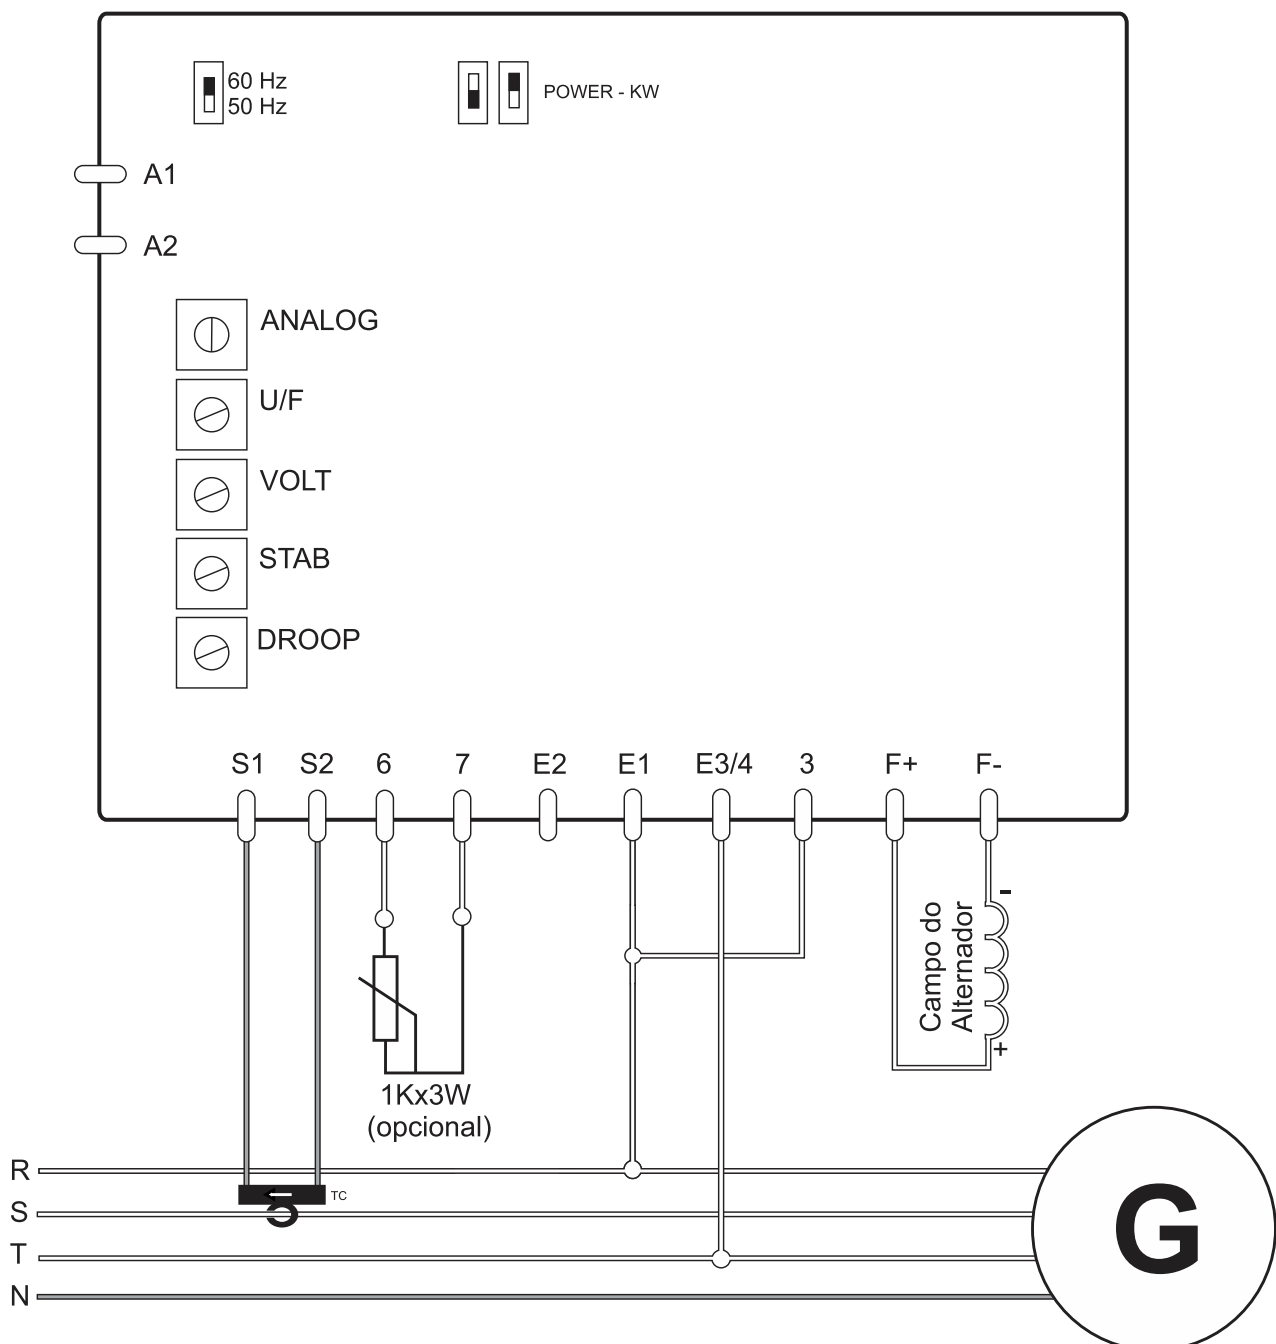 60 Hz
50 Hz
POWER - KW
A1
A2
ANALOG
U/F
VOLT
STAB
DROOP
S1 S2 6 7 E2 E1 E3/4 3 F+ F-
-
Campo do
Alternador
+
1Kx3W
(opcional)
R
TC
S
T
N
G